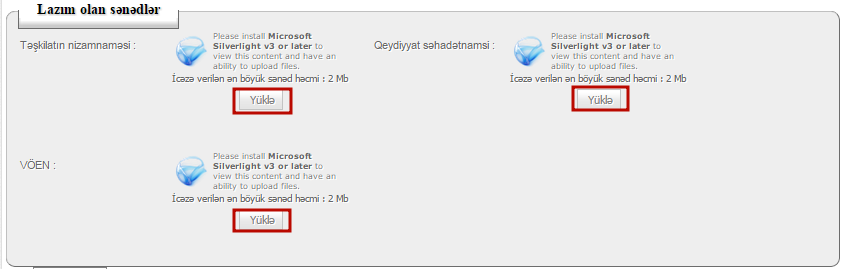 Lazım olan sənədlər
Təşkilatın nizamnaməsi :
Please install Microsoft
Silverlight v3 or later to
view this content and have an
ability to upload files.
İcazə verilən ən böyük sənəd həcmi : 2 Mb
Yüklə
Qeydiyyat şəhadətnamsi :
Please install Microsoft
Silverlight v3 or later to
view this content and have an
ability to upload files.
İcazə verilən ən böyük sənəd həcmi : 2 Mb
Yüklə
VÖEN :
Please install Microsoft
Silverlight v3 or later to
view this content and have an
ability to upload files.
İcazə verilən ən böyük sənəd həcmi : 2 Mb
Yüklə